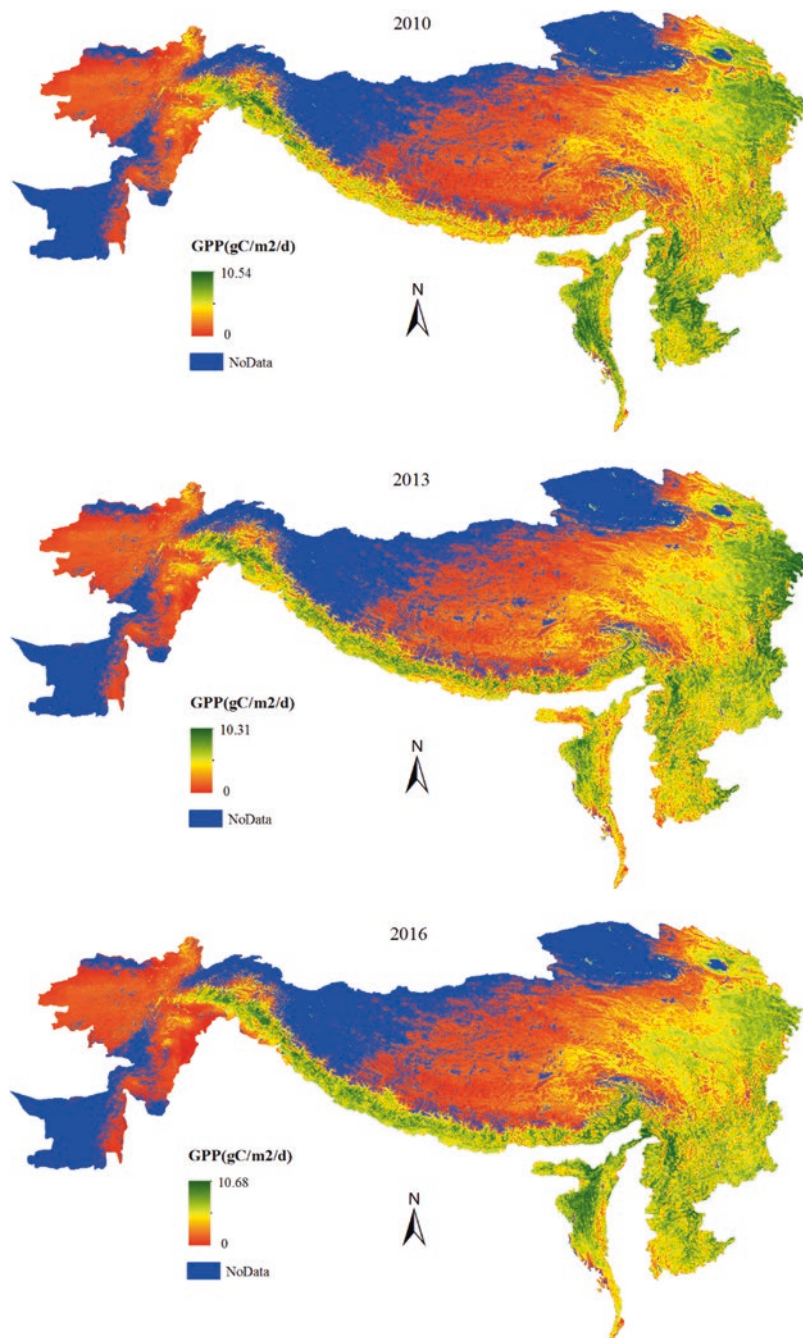 2010
GPP(gC/m2/d)
10.54
0
NoData
N
2013
GPP(gC/m2/d)
10.31
0
NoData
N
2016
GPP(gC/m2/d)
10.68
0
NoData
N